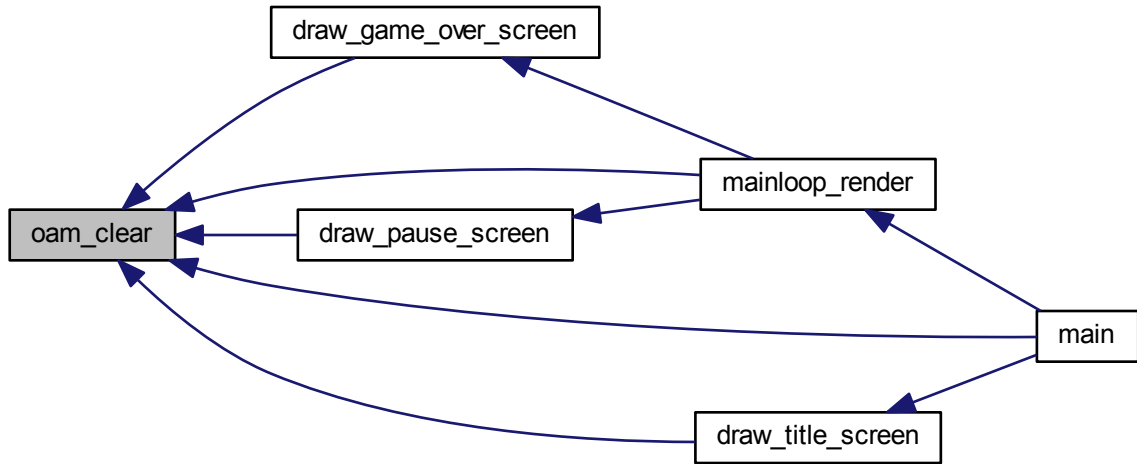 draw_game_over_screen
mainloop_render
oam_clear
draw_pause_screen
main
draw_title_screen